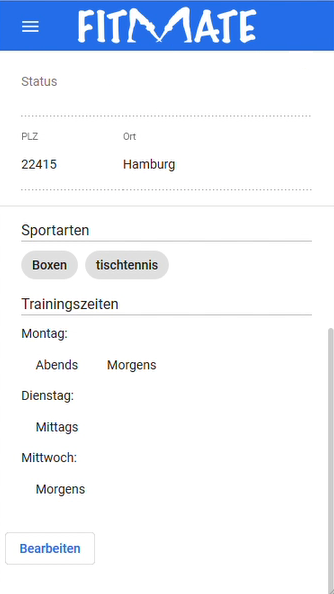 FITMATE
Status
PLZ Ort
22415 Hamburg
Sportarten
Boxen tischtennis
Trainingszeiten
Montag:
Abends Morgens
Dienstag:
Mittags
Mittwoch:
Morgens
Bearbeiten